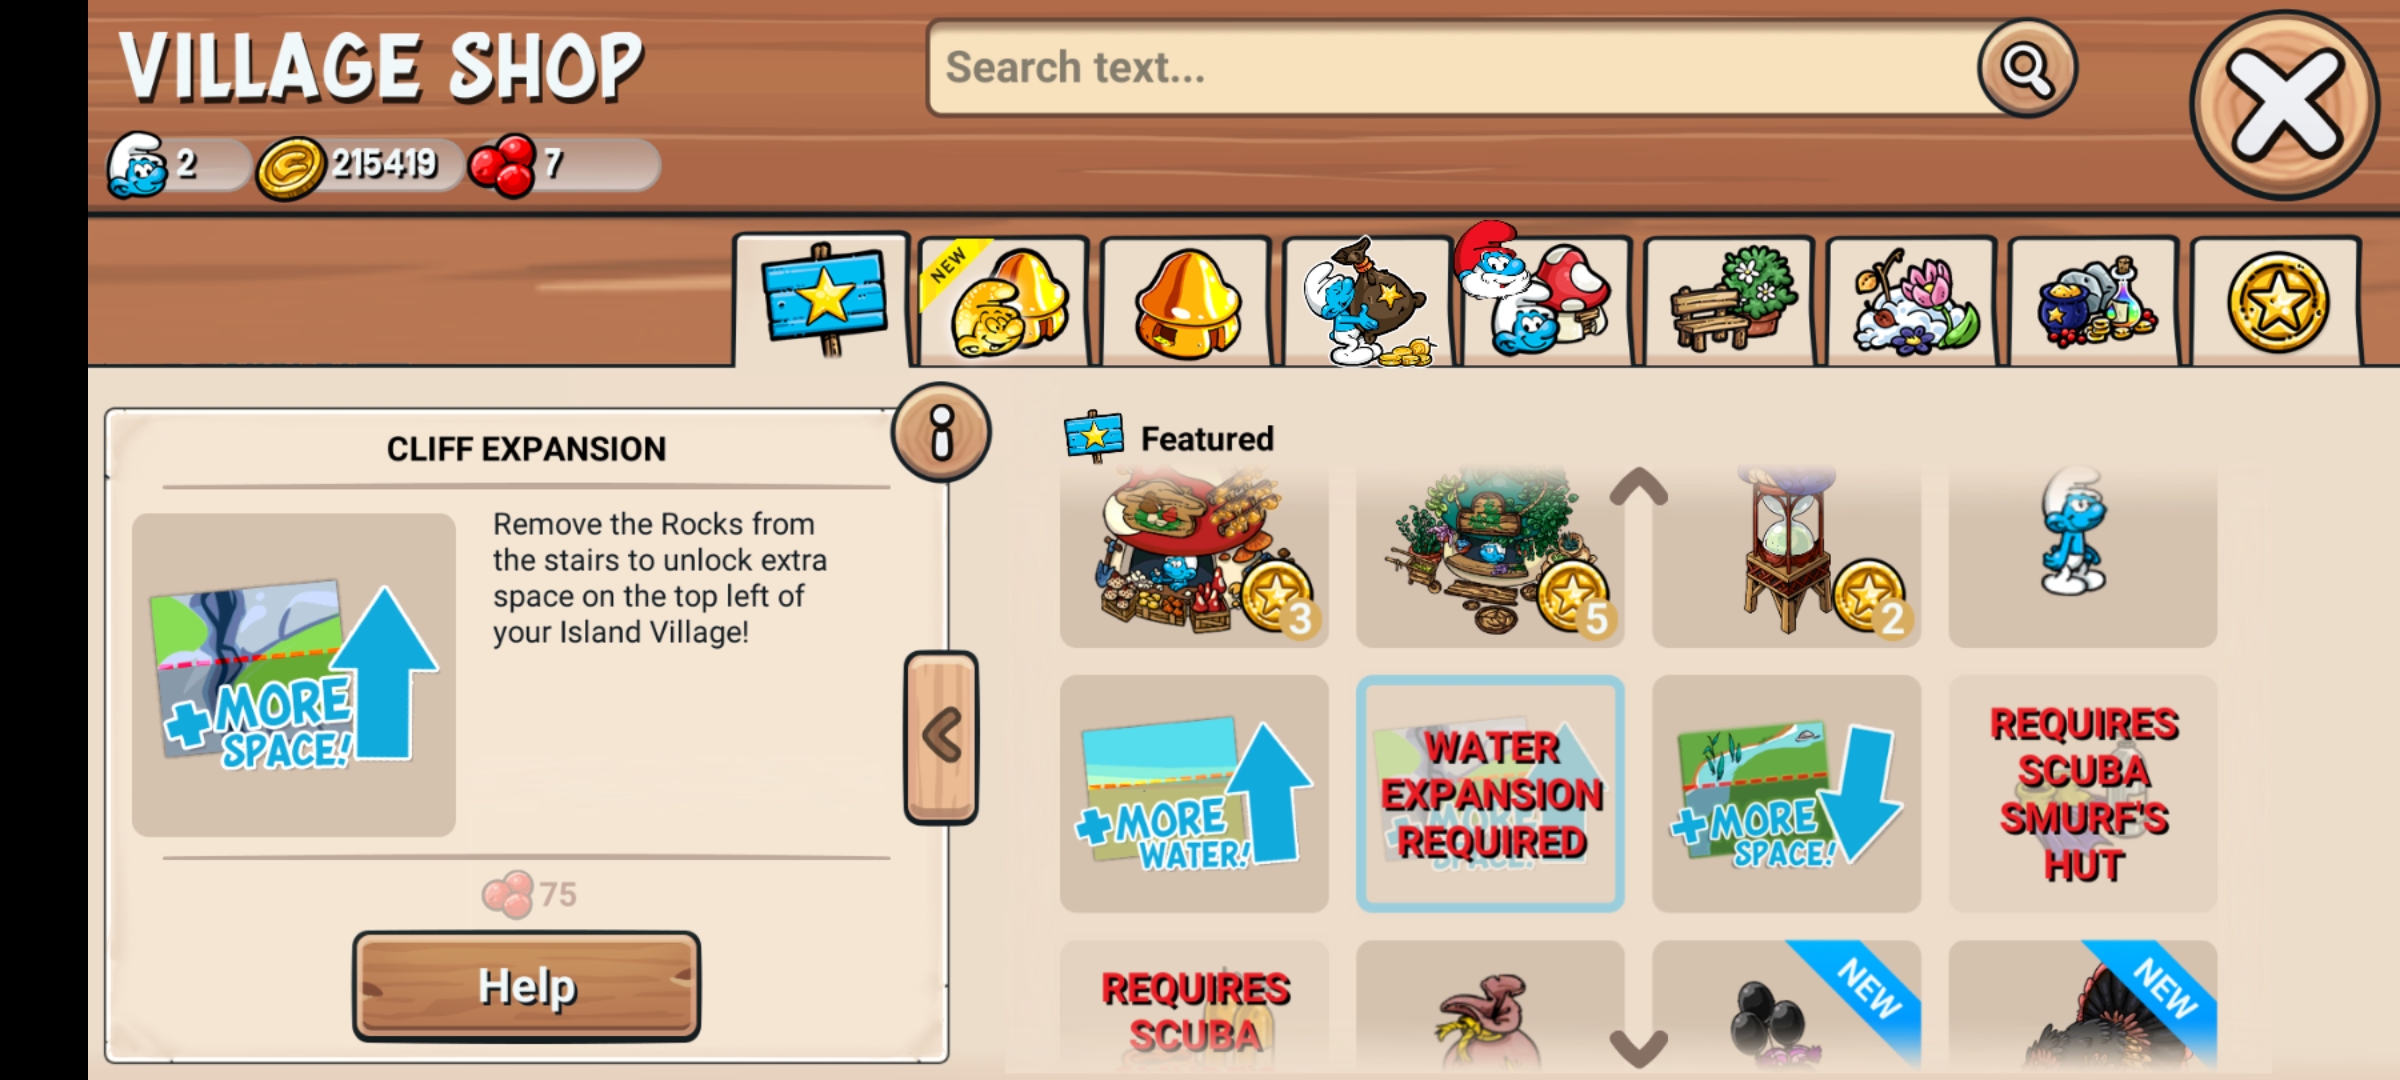 VILLAGE SHOP
Search text...
2
215419
7
NEW
CLIFF EXPANSION
Remove the Rocks from
the stairs to unlock extra
space on the top left of
your Island Village!
+MORE
SPACE!
75
Help
Featured
3
5
2
+MORE
WATER!
WATER
EXPANSION
REQUIRED
+MORE
SPACE!
REQUIRES
SCUBA
SMURF'S
HUT
REQUIRES
SCUBA
NEW
NEW